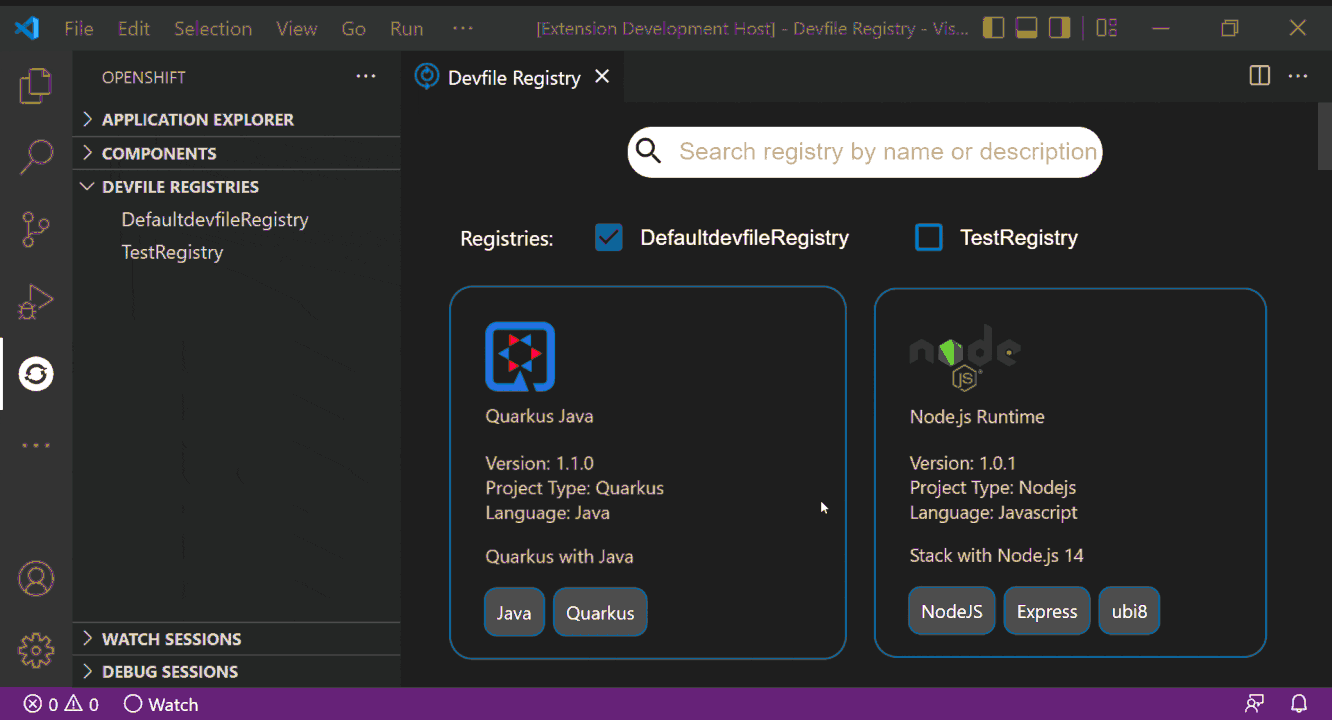 File Edit Selection View Go Run ··· [Extension Development Host] - Devfile Registry - Vis...
OPENSHIFT ···
APPLICATION EXPLORER
COMPONENTS
DEVFILE REGISTRIES
DefaultdevfileRegistry
TestRegistry
WATCH SESSIONS
DEBUG SESSIONS
Devfile Registry
Search registry by name or description
Registries: DefaultdevfileRegistry TestRegistry
Quarkus Java
Version: 1.1.0
Project Type: Quarkus
Language: Java
Quarkus with Java
Java Quarkus
node
JS
Node.js Runtime
Version: 1.0.1
Project Type: Nodejs
Language: Javascript
Stack with Node.js 14
NodeJS Express ubi8
0 0 Watch